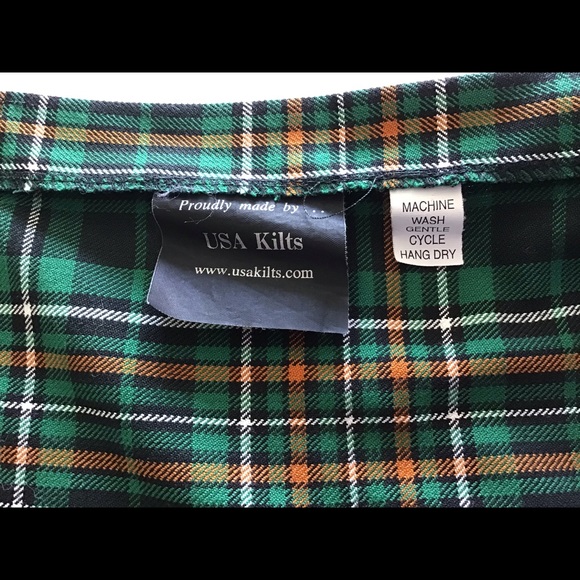 Proudly made by
USA Kilts
www.usakilts.com
MACHINE
WASH
GENTLE
CYCLE
HANG DRY